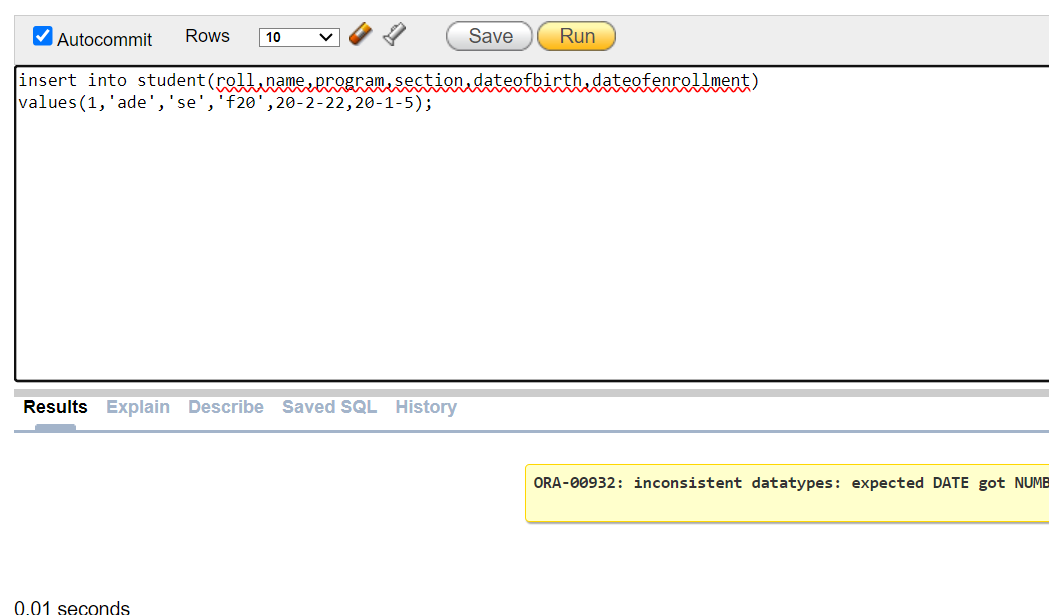 Autocommit Rows 10 Save Run
insert into student(roll,name,program,section,dateofbirth,dateofenrollment)
values(1,'ade','se','f20',20-2-22,20-1-5);
Results Explain Describe Saved SQL History
ORA-00932: inconsistent datatypes: expected DATE got NUMB
0.01 seconds